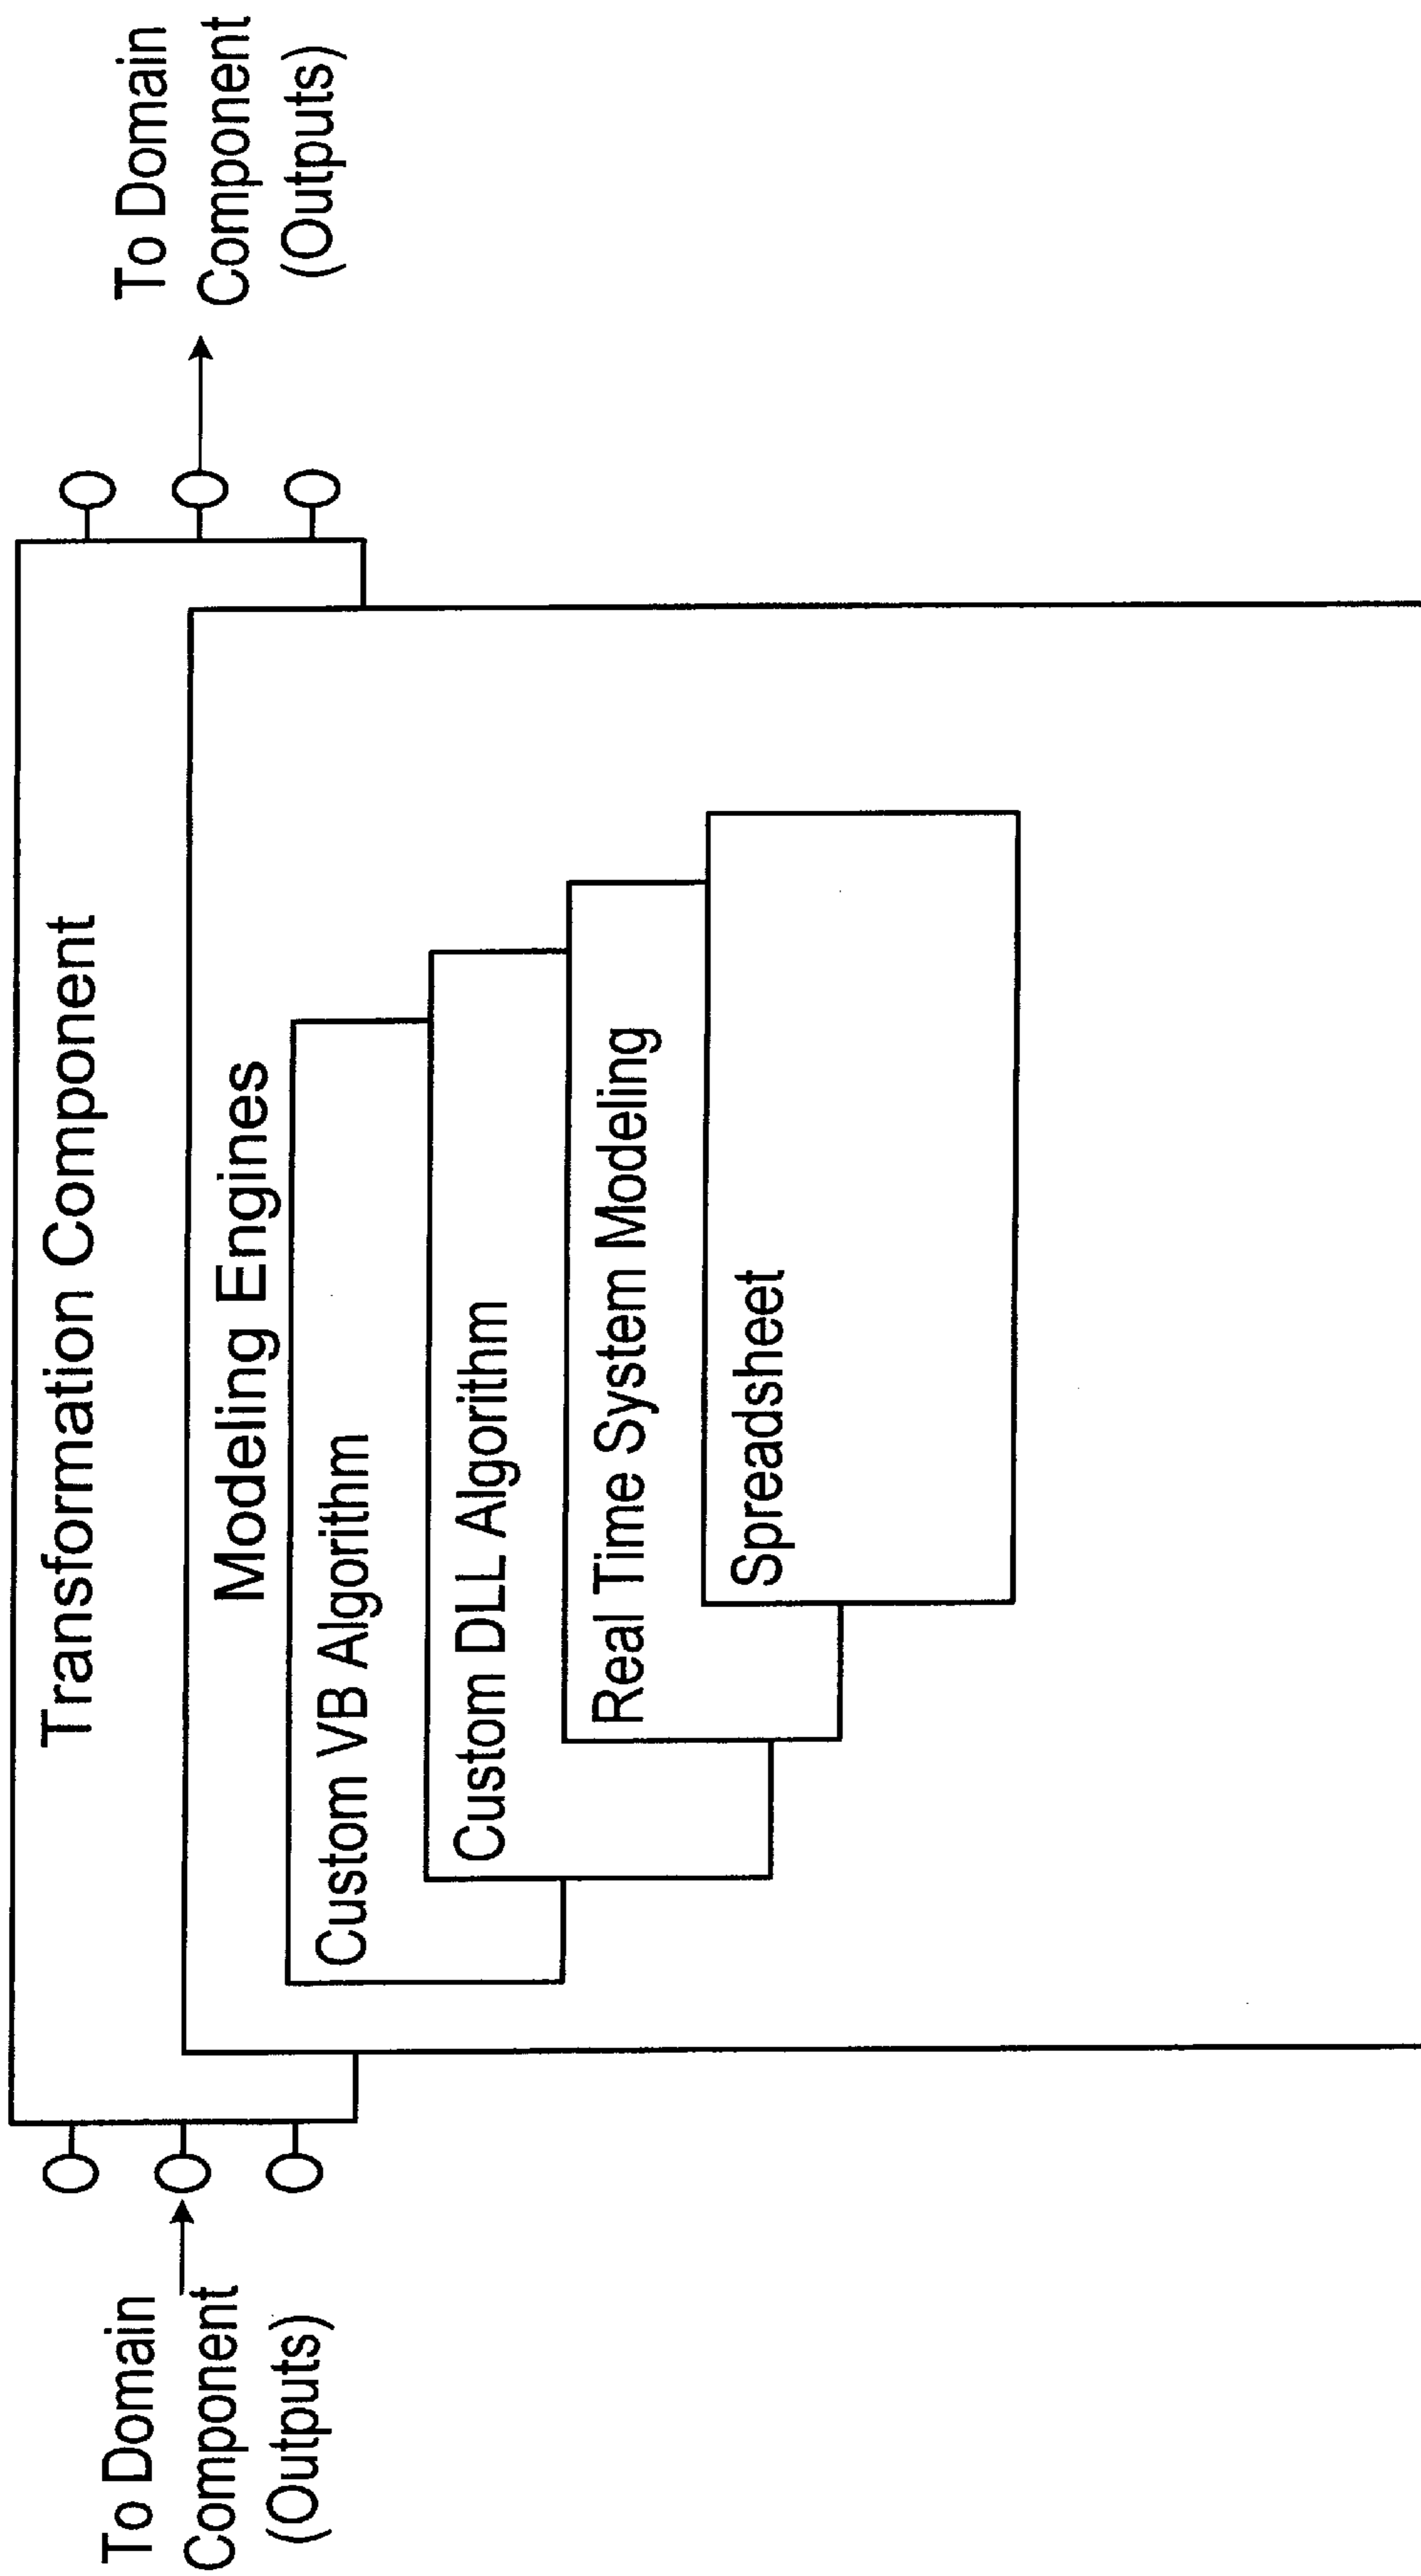 Transformation Component
To Domain
Component
(Outputs)
Modeling Engines
Custom VB Algorithm
Custom DLL Algorithm
Real Time System Modeling
Spreadsheet
To Domain
Component
(Outputs)